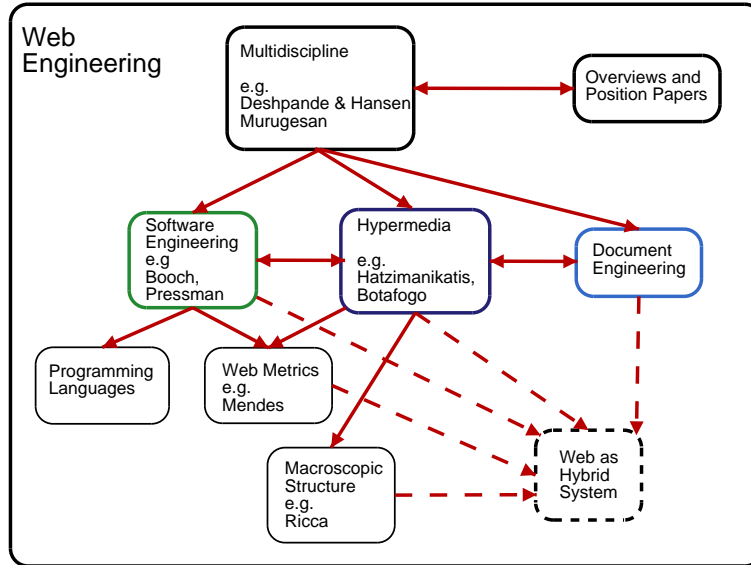 Web
Engineering
Multidiscipline
e.g.
Deshpande & Hansen
Murugesan
Overviews and
Position Papers
Software
Engineering
e.g
Booch,
Pressman
Hypermedia
e.g.
Hatzimanikatis,
Botafogo
Document
Engineering
Programming
Languages
Web Metrics
e.g.
Mendes
Macroscopic
Structure
e.g.
Ricca
Web as
Hybrid
System